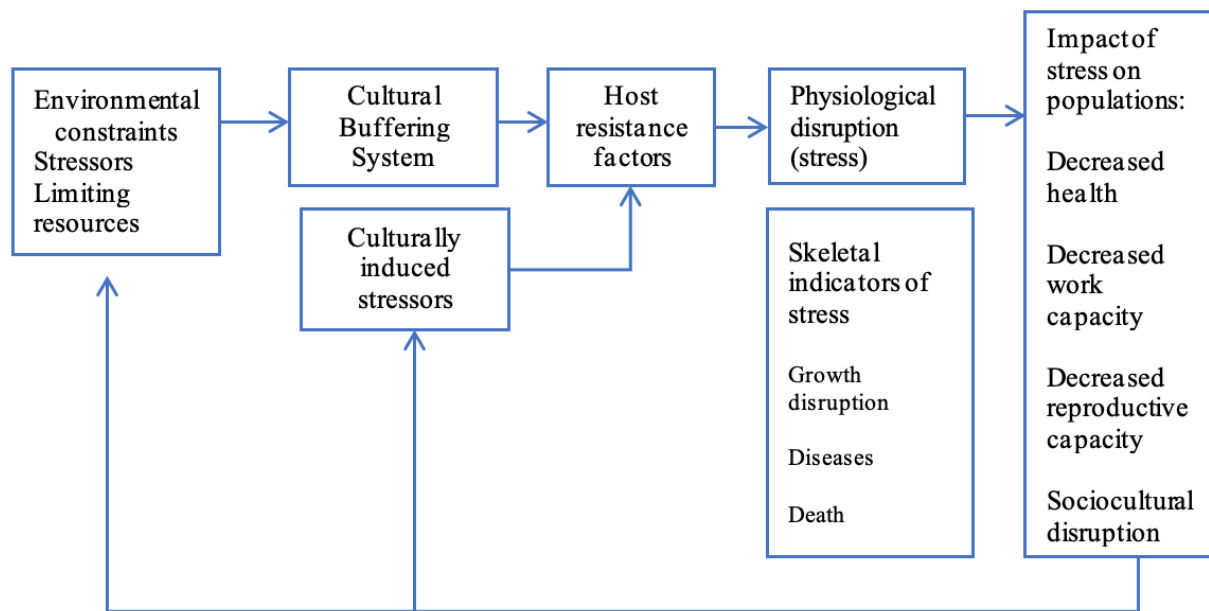 Environmental
constraints
Stressors
Limiting
resources
Cultural
Buffering
System
Culturally
induced
stressors
Host
resistance
factors
Physiological
disruption
(stress)
Skeletal
indicators of
stress
Growth
disruption
Diseases
Death
Impact of
stress on
populations:
Decreased
health
Decreased
work
capacity
Decreased
reproductive
capacity
Sociocultural
disruption